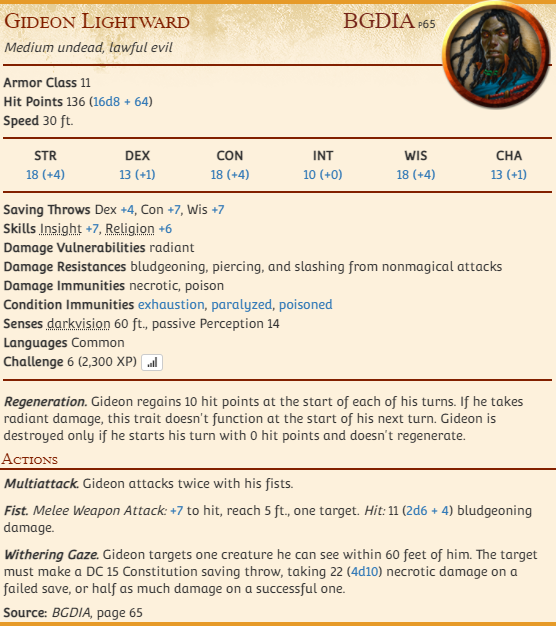 Gideon Lightward BGDIA p65
Medium undead, lawful evil
Armor Class 11
Hit Points 136 (16d8 + 64)
Speed 30 ft.
STR DEX CON INT WIS CHA
18 (+4) 13 (+1) 18 (+4) 10 (+0) 18 (+4) 13 (+1)
Saving Throws Dex +4, Con +7, Wis +7
Skills Insight +7, Religion +6
Damage Vulnerabilities radiant
Damage Resistances bludgeoning, piercing, and slashing from nonmagical attacks
Damage Immunities necrotic, poison
Condition Immunities exhaustion, paralyzed, poisoned
Senses darkvision 60 ft., passive Perception 14
Languages Common
Challenge 6 (2,300 XP)
Regeneration. Gideon regains 10 hit points at the start of each of his turns. If he takes
radiant damage, this trait doesn't function at the start of his next turn. Gideon is
destroyed only if he starts his turn with 0 hit points and doesn't regenerate.
Actions
Multiattack. Gideon attacks twice with his fists.
Fist. Melee Weapon Attack: +7 to hit, reach 5 ft., one target. Hit: 11 (2d6 + 4) bludgeoning
damage.
Withering Gaze. Gideon targets one creature he can see within 60 feet of him. The target
must make a DC 15 Constitution saving throw, taking 22 (4d10) necrotic damage on a
failed save, or half as much damage on a successful one.
Source: BGDIA, page 65